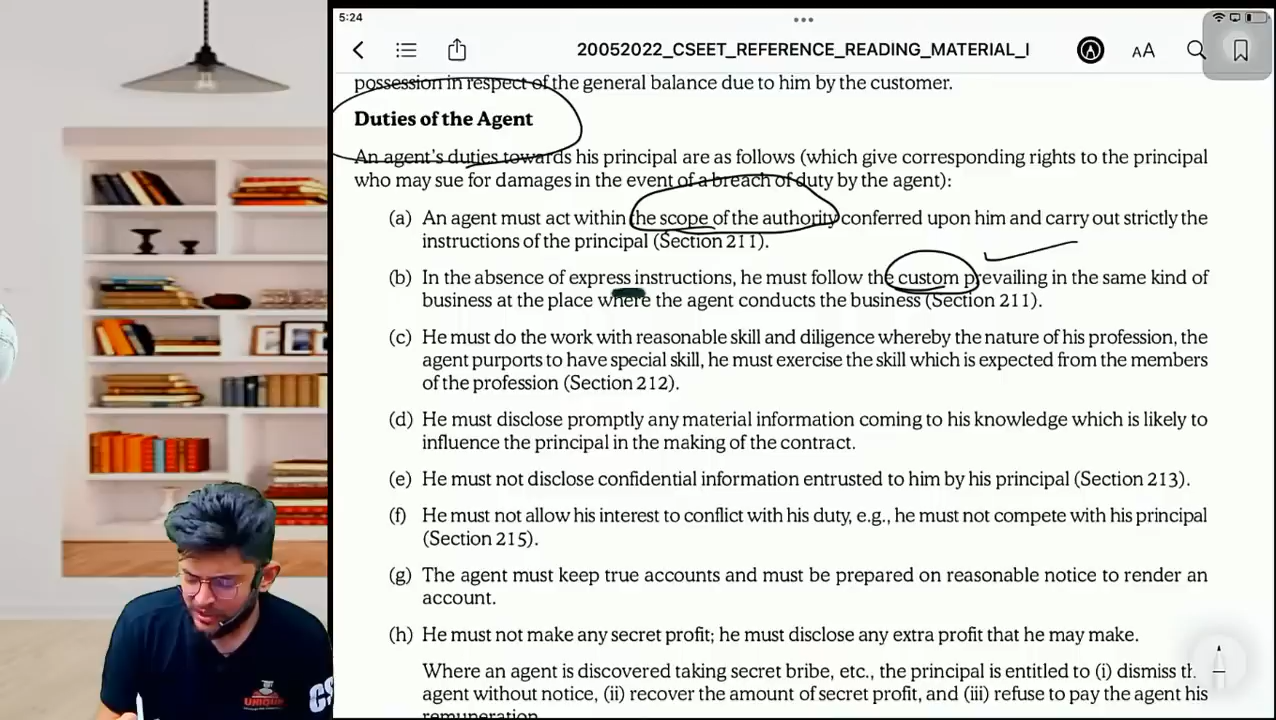 5:24
20052022_CSEET_REFERENCE_READING_MATERIAL_I
AA
possession in respect of the general balance due to him by the customer.
Duties of the Agent
An agent's duties towards his principal are as follows (which give corresponding rights to the principal
who may sue for damages in the event of a breach of duty by the agent):
(a) An agent must act within the scope of the authority conferred upon him and carry out strictly the
instructions of the principal (Section 211).
(b) In the absence of express instructions, he must follow the custom prevailing in the same kind of
business at the place where the agent conducts the business (Section 211).
(c) He must do the work with reasonable skill and diligence whereby the nature of his profession, the
agent purports to have special skill, he must exercise the skill which is expected from the members
of the profession (Section 212).
(d) He must disclose promptly any material information coming to his knowledge which is likely to
influence the principal in the making of the contract.
(e) He must not disclose confidential information entrusted to him by his principal (Section 213).
(f) He must not allow his interest to conflict with his duty, e.g., he must not compete with his principal
(Section 215).
(g) The agent must keep true accounts and must be prepared on reasonable notice to render an
account.
(h) He must not make any secret profit; he must disclose any extra profit that he may make.
Where an agent is discovered taking secret bribe, etc., the principal is entitled to (i) dismiss th
agent without notice, (ii) recover the amount of secret profit, and (iii) refuse to pay the agent his
remuneration
UNIQUE
CS